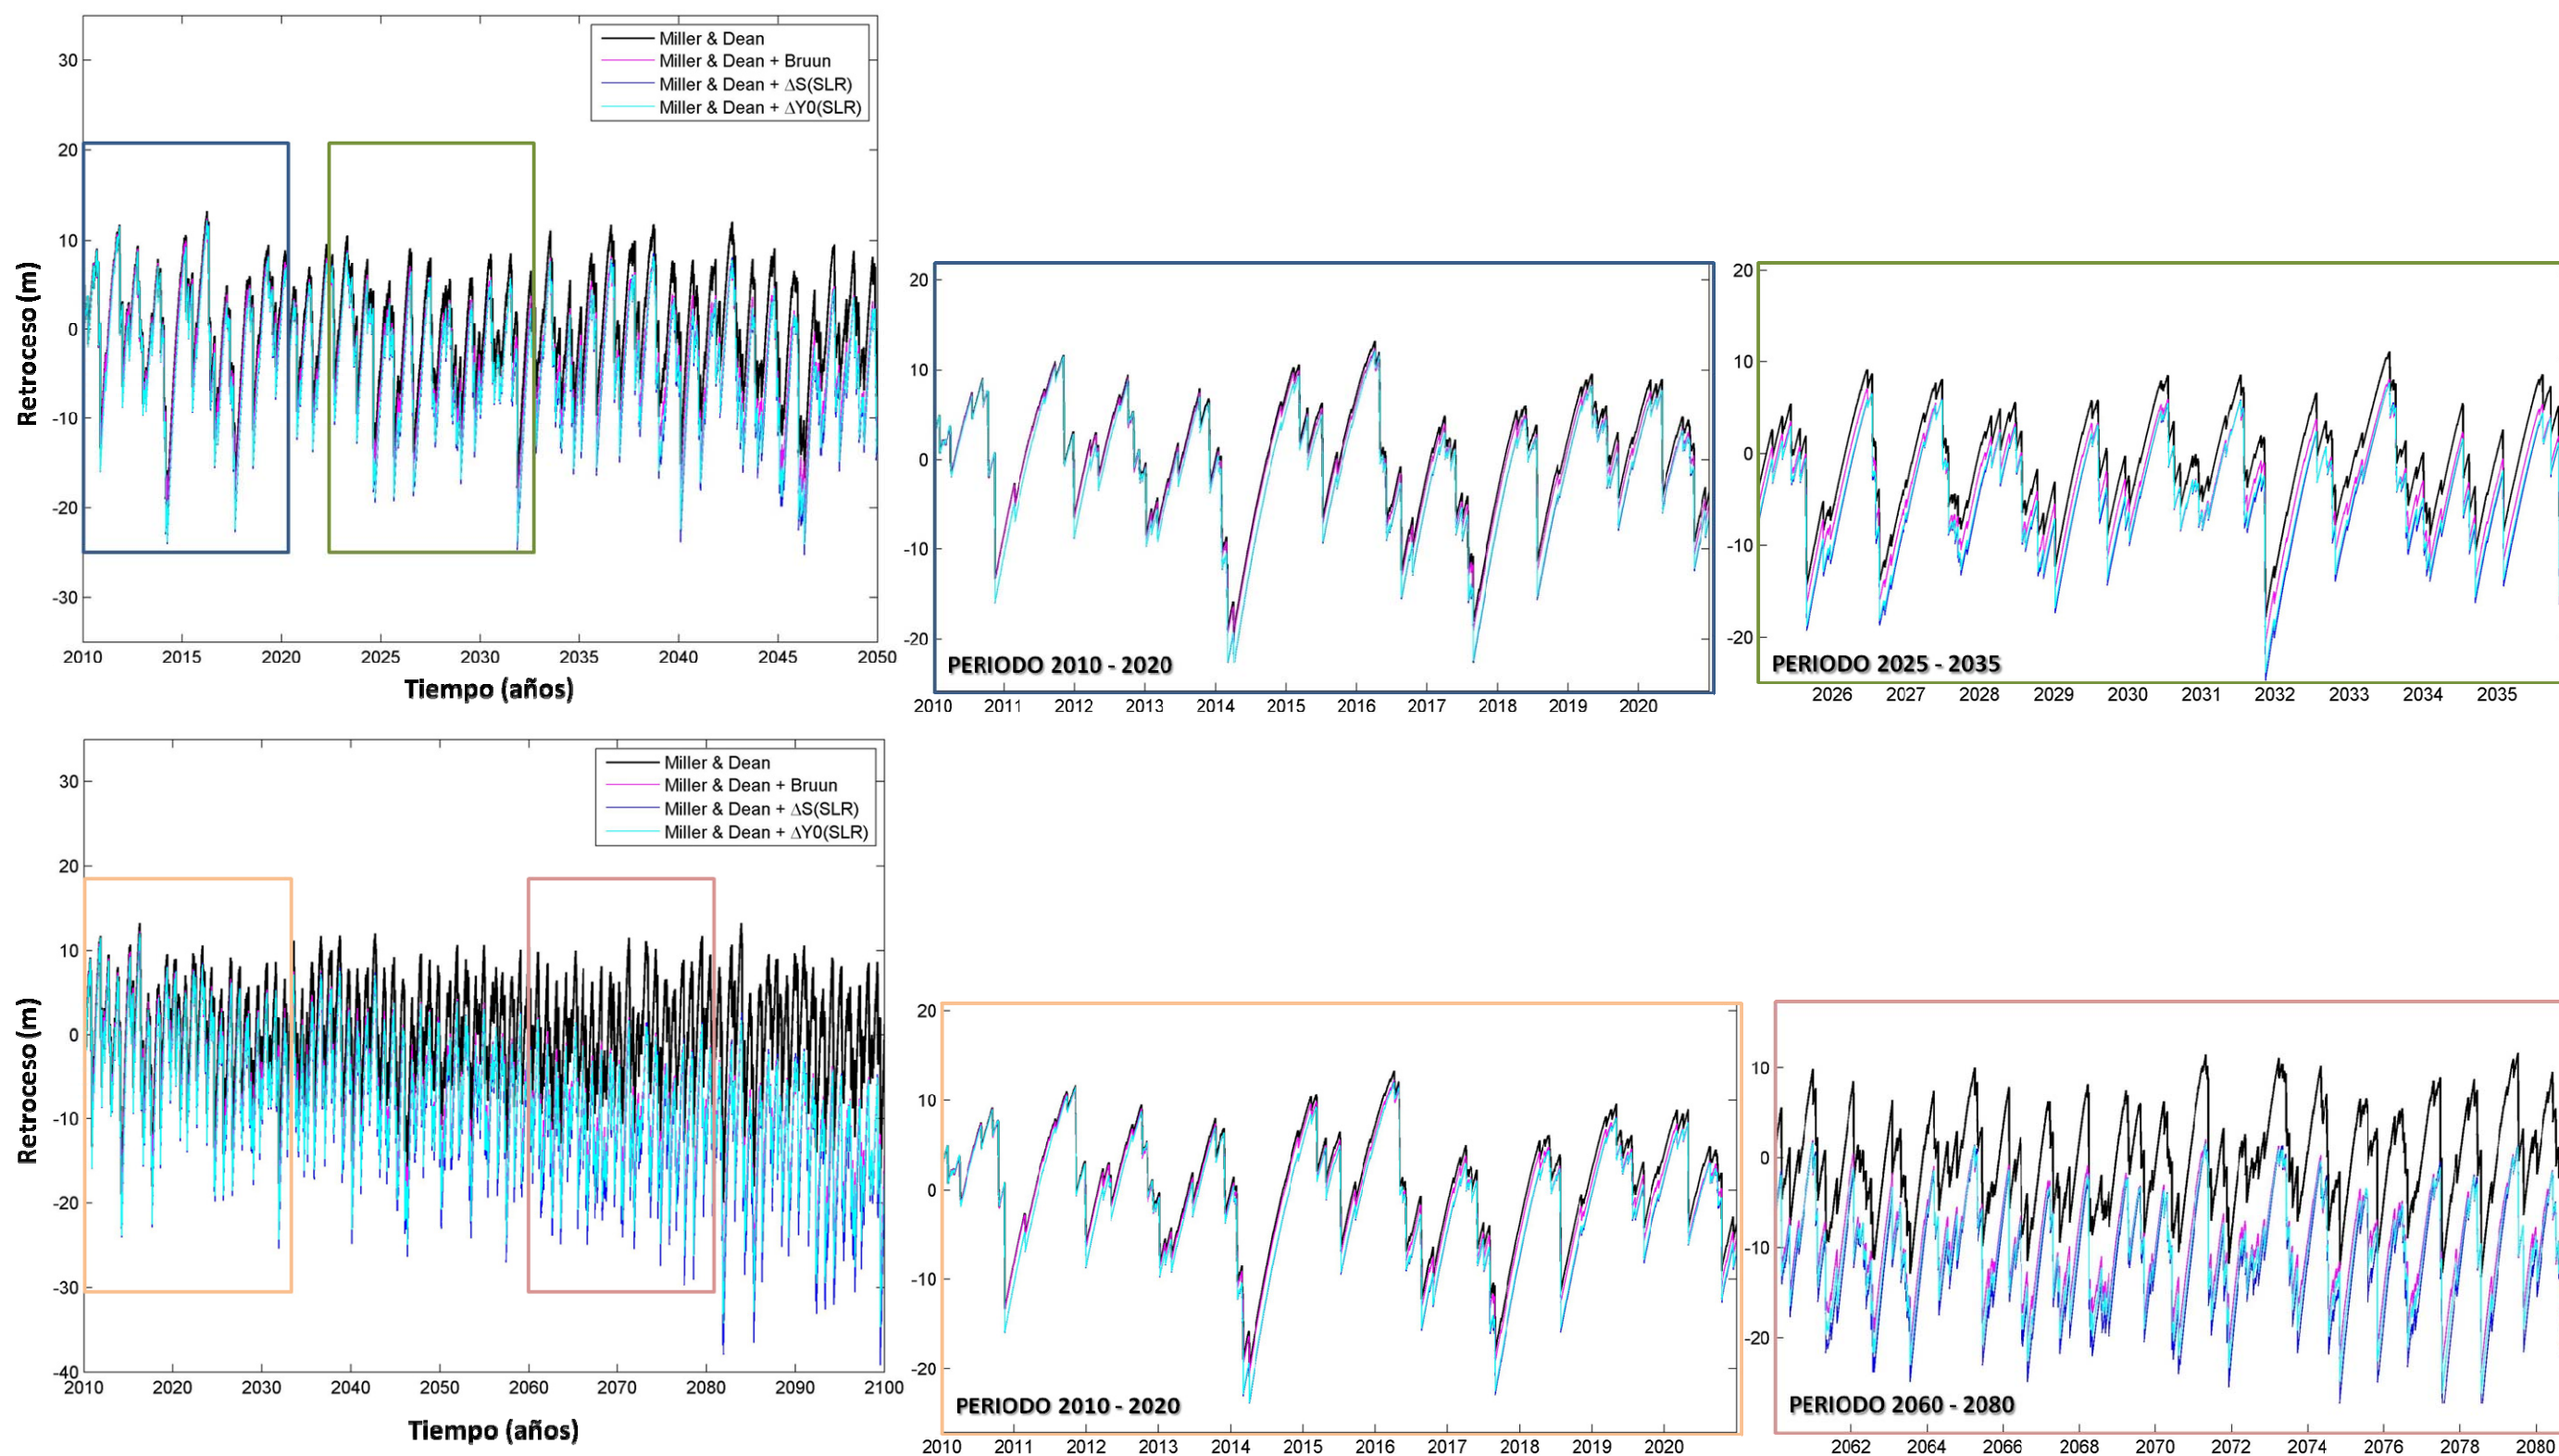 Miller & Dean
Miller & Dean + Bruun
Miller & Dean + ΔS(SLR)
Miller & Dean + ΔY0(SLR)
30
20
10
0
-10
-20
-30
Retroceso (m)
2010 2015 2020 2025 2030 2035 2040 2045 2050
Tiempo (años)
20
10
0
-10
-20
PERIODO 2010 - 2020
2010 2011 2012 2013 2014 2015 2016 2017 2018 2019 2020
20
10
0
-10
-20
PERIODO 2025 - 2035
2026 2027 2028 2029 2030 2031 2032 2033 2034 2035
Miller & Dean
Miller & Dean + Bruun
Miller & Dean + ΔS(SLR)
Miller & Dean + ΔY0(SLR)
30
20
10
0
-10
-20
-30
-40
Retroceso (m)
2010 2020 2030 2040 2050 2060 2070 2080 2090 2100
Tiempo (años)
20
10
0
-10
-20
PERIODO 2010 - 2020
2010 2011 2012 2013 2014 2015 2016 2017 2018 2019 2020
10
0
-10
-20
PERIODO 2060 - 2080
2062 2064 2066 2068 2070 2072 2074 2076 2078 2080